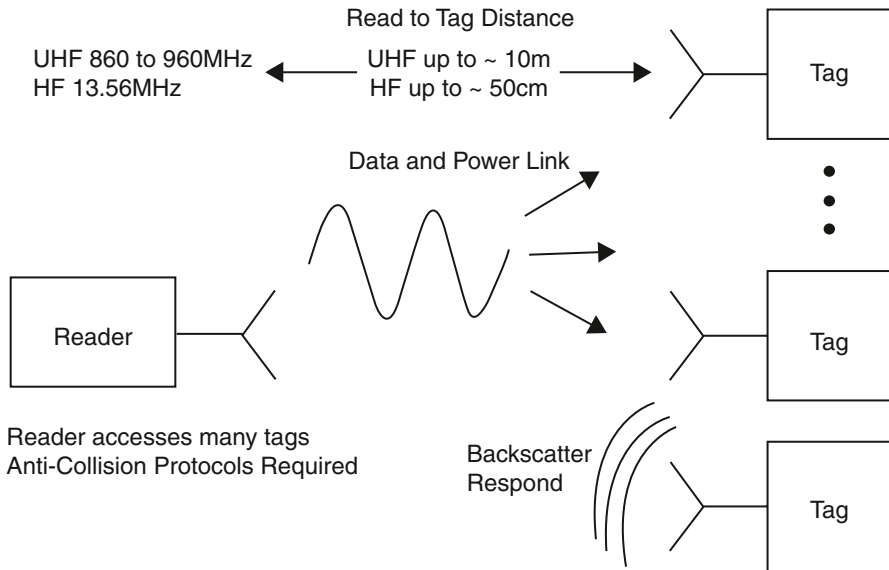 Read to Tag Distance
UHF 860 to 960MHz
HF 13.56MHz
UHF up to ~ 10m
HF up to ~ 50cm
Tag
Data and Power Link
Reader
Tag
Reader accesses many tags
Anti-Collision Protocols Required
Backscatter
Respond
Tag